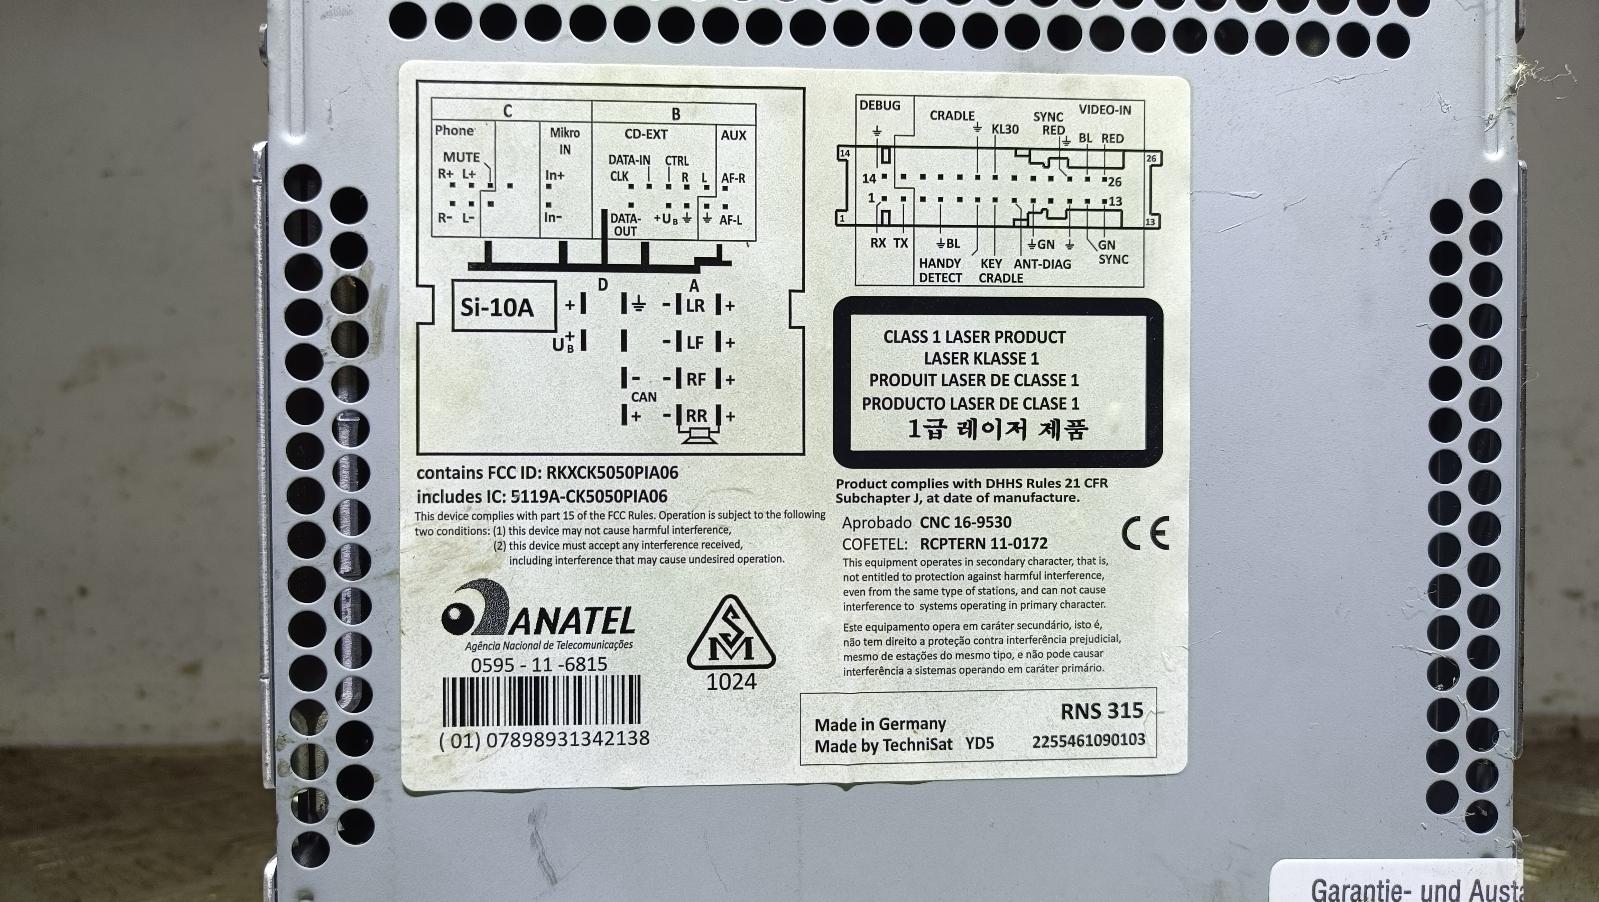 C B
Phone Mikro IN CD-EXT AUX
MUTE DATA-IN CTRL
R+ L+ In+ CLK R L AF-R
R- L- In- DATA-OUT +UB AF-L
D A
Si-10A + - LR +
U+B - LF +
- - RF +
CAN
+ - RR +
contains FCC ID: RKXCK5050PIA06
includes IC: 5119A-CK5050PIA06
This device complies with part 15 of the FCC Rules. Operation is subject to the following
two conditions: (1) this device may not cause harmful interference,
(2) this device must accept any interference received,
including interference that may cause undesired operation.
ANATEL
Agência Nacional de Telecomunicações
0595 - 11 -6815
( 01) 07898931342138
SM
1024
DEBUG CRADLE KL30 SYNC RED VIDEO-IN
BL RED
14 26
14 26
1 13
1 13
RX TX BL GN GN
SYNC
HANDY KEY ANT-DIAG
DETECT CRADLE
CLASS 1 LASER PRODUCT
LASER KLASSE 1
PRODUIT LASER DE CLASSE 1
PRODUCTO LASER DE CLASE 1
1급 레이저 제품
Product complies with DHHS Rules 21 CFR
Subchapter J, at date of manufacture.
Aprobado CNC 16-9530
COFETEL: RCPTERN 11-0172
CE
This equipment operates in secondary character, that is,
not entitled to protection against harmful interference,
even from the same type of stations, and can not cause
interference to systems operating in primary character.
Este equipamento opera em caráter secundário, isto é,
não tem direito a proteção contra interferência prejudicial,
mesmo de estações do mesmo tipo, e não pode causar
interferência a sistemas operando em caráter primário.
RNS 315
Made in Germany
Made by TechniSat YD5 2255461090103
Garantie- und Austa